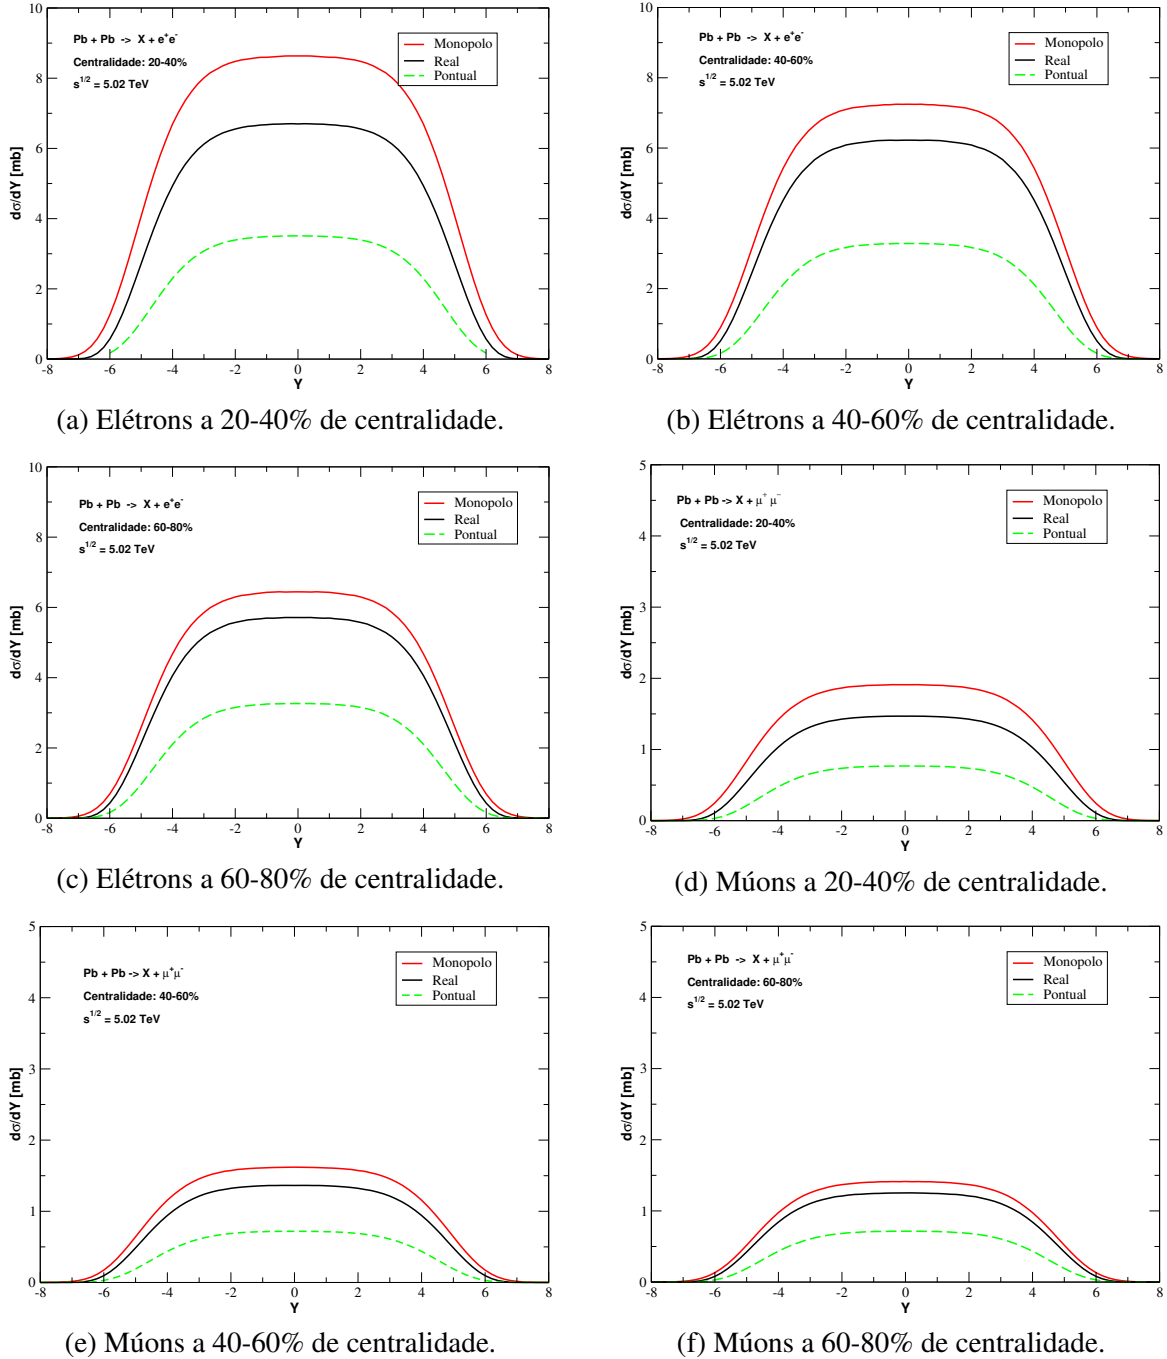 Pb + Pb -> X + e⁺e⁻
Centralidade: 20-40%
s^1/2 = 5.02 TeV
Monopolo
Real
Pontual
dσ/dY [mb]
10
8
6
4
2
0
-8 -6 -4 -2 0 2 4 6 8
Y
(a) Elétrons a 20-40% de centralidade.
Pb + Pb -> X + e⁺e⁻
Centralidade: 40-60%
s^1/2 = 5.02 TeV
Monopolo
Real
Pontual
dσ/dY [mb]
10
8
6
4
2
0
-8 -6 -4 -2 0 2 4 6 8
Y
(b) Elétrons a 40-60% de centralidade.
Pb + Pb -> X + e⁺e⁻
Centralidade: 60-80%
s^1/2 = 5.02 TeV
Monopolo
Real
Pontual
dσ/dY [mb]
10
8
6
4
2
0
-8 -6 -4 -2 0 2 4 6 8
Y
(c) Elétrons a 60-80% de centralidade.
Pb + Pb -> X + μ⁺ μ⁻
Centralidade: 20-40%
s^1/2 = 5.02 TeV
Monopolo
Real
Pontual
dσ/dY [mb]
5
4
3
2
1
0
-8 -6 -4 -2 0 2 4 6 8
Y
(d) Múons a 20-40% de centralidade.
Pb + Pb -> X + μ⁺μ⁻
Centralidade: 40-60%
s^1/2 = 5.02 TeV
Monopolo
Real
Pontual
dσ/dY [mb]
5
4
3
2
1
0
-8 -6 -4 -2 0 2 4 6 8
Y
(e) Múons a 40-60% de centralidade.
Pb + Pb -> X + μ⁺μ⁻
Centralidade: 60-80%
s^1/2 = 5.02 TeV
Monopolo
Real
Pontual
dσ/dY [mb]
5
4
3
2
1
0
-8 -6 -4 -2 0 2 4 6 8
Y
(f) Múons a 60-80% de centralidade.